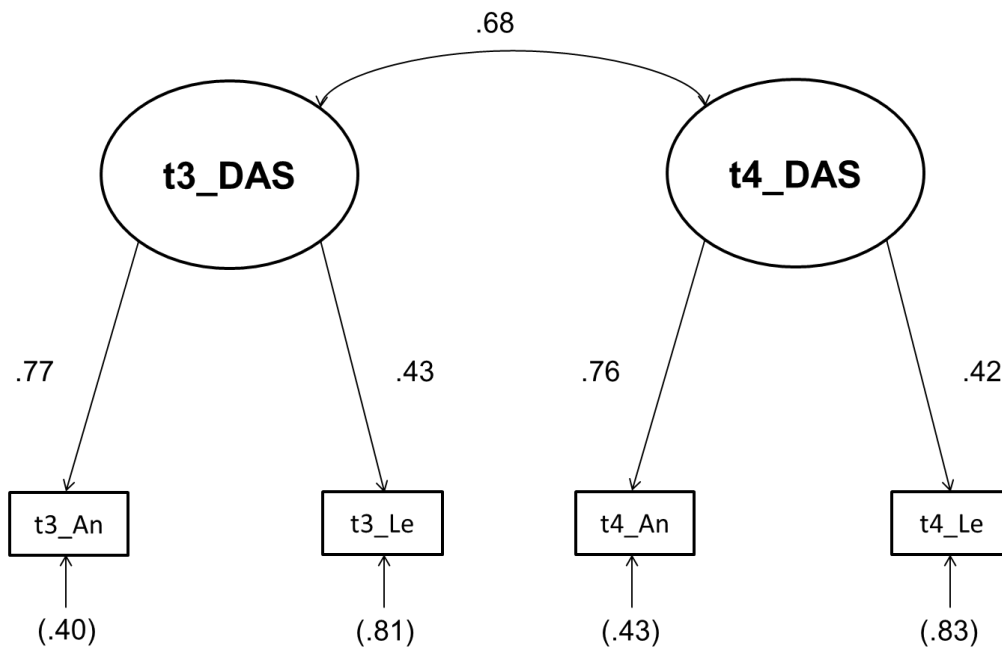 .68
t3_DAS t4_DAS
.77 .43 .76 .42
t3_An t3_Le t4_An t4_Le
(.40) (.81) (.43) (.83)